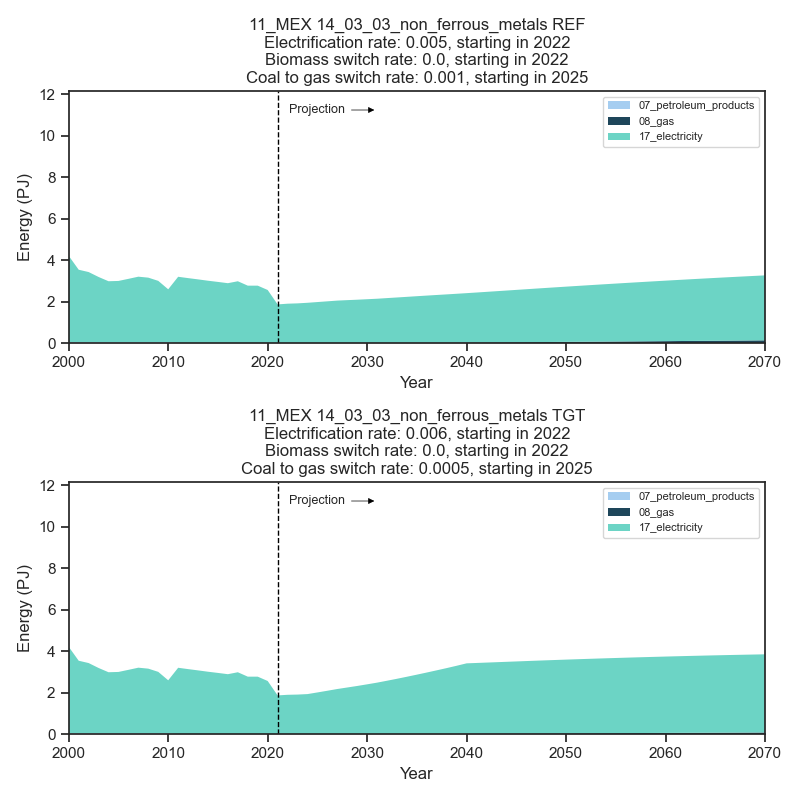 11_MEX 14_03_03_non_ferrous_metals REF
Electrification rate: 0.005, starting in 2022
Biomass switch rate: 0.0, starting in 2022
Coal to gas switch rate: 0.001, starting in 2025
Projection
07_petroleum_products
08_gas
17_electricity
Energy (PJ)
12
10
8
6
4
2
0
2000 2010 2020 2030 2040 2050 2060 2070
Year
11_MEX 14_03_03_non_ferrous_metals TGT
Electrification rate: 0.006, starting in 2022
Biomass switch rate: 0.0, starting in 2022
Coal to gas switch rate: 0.0005, starting in 2025
Projection
07_petroleum_products
08_gas
17_electricity
Energy (PJ)
12
10
8
6
4
2
0
2000 2010 2020 2030 2040 2050 2060 2070
Year